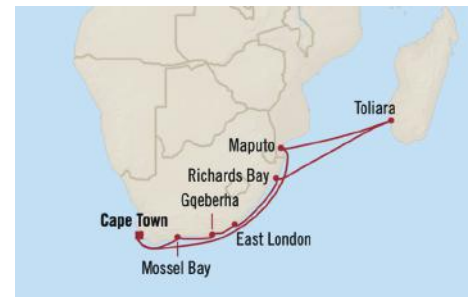 Toliara
Maputo
Richards Bay
Gqeberha
Cape Town
East London
Mossel Bay